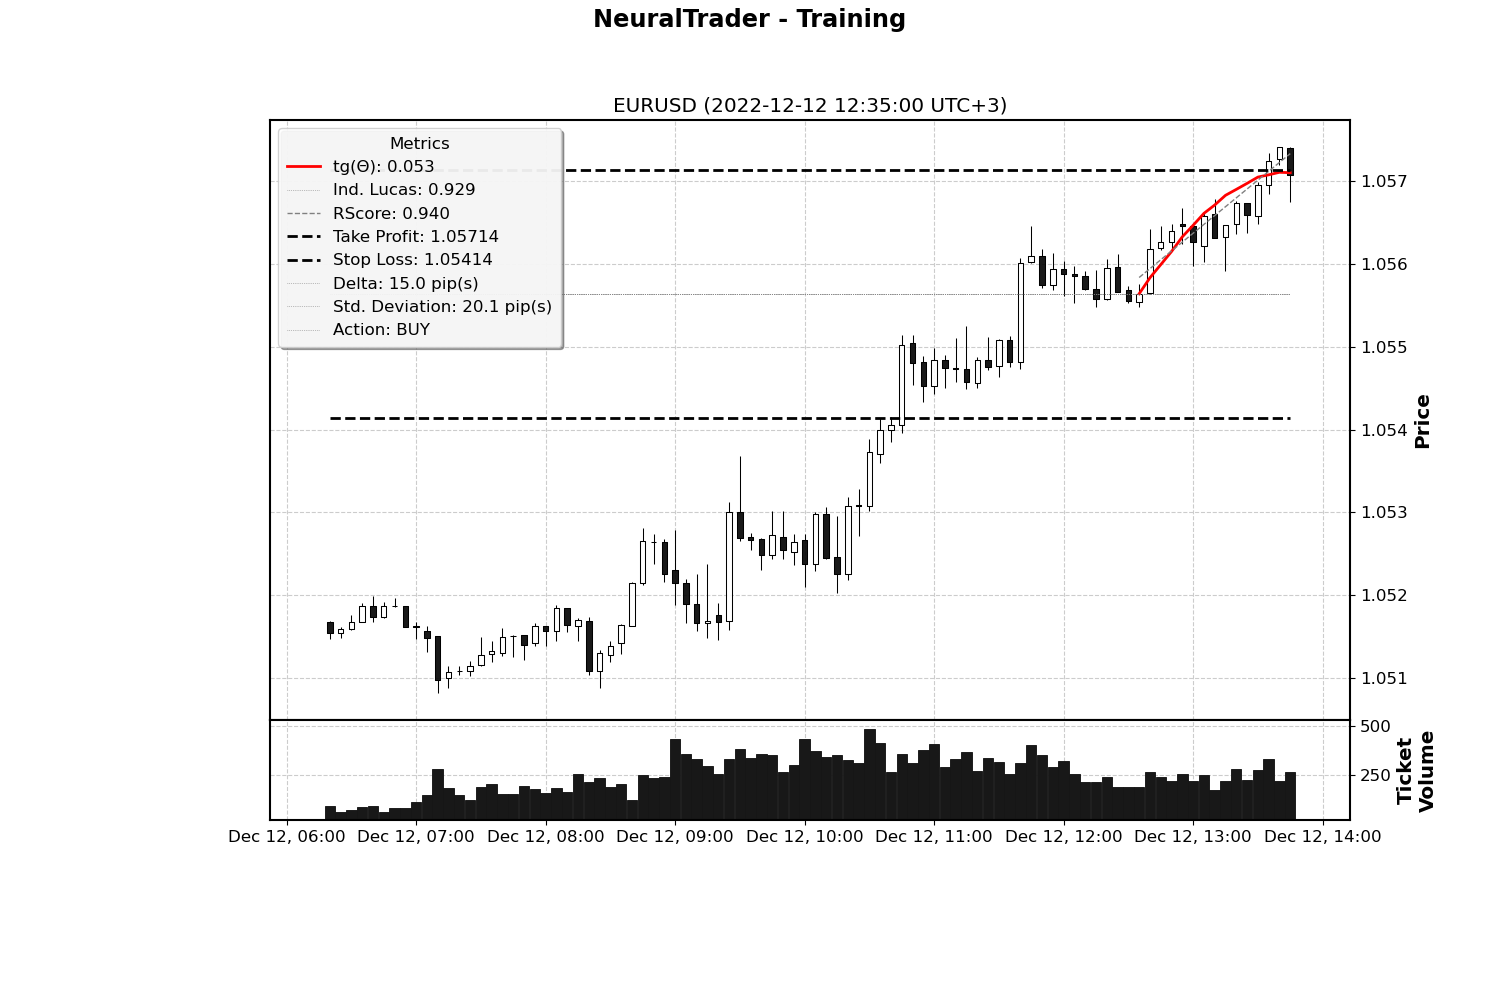 NeuralTrader - Training
EURUSD (2022-12-12 12:35:00 UTC+3)
Metrics
tg(Θ): 0.053
Ind. Lucas: 0.929
RScore: 0.940
Take Profit: 1.05714
Stop Loss: 1.05414
Delta: 15.0 pip(s)
Std. Deviation: 20.1 pip(s)
Action: BUY
1.057
1.056
1.055
1.054
1.053
1.052
1.051
Price
500
250
Ticket
Volume
Dec 12, 06:00 Dec 12, 07:00 Dec 12, 08:00 Dec 12, 09:00 Dec 12, 10:00 Dec 12, 11:00 Dec 12, 12:00 Dec 12, 13:00 Dec 12, 14:00